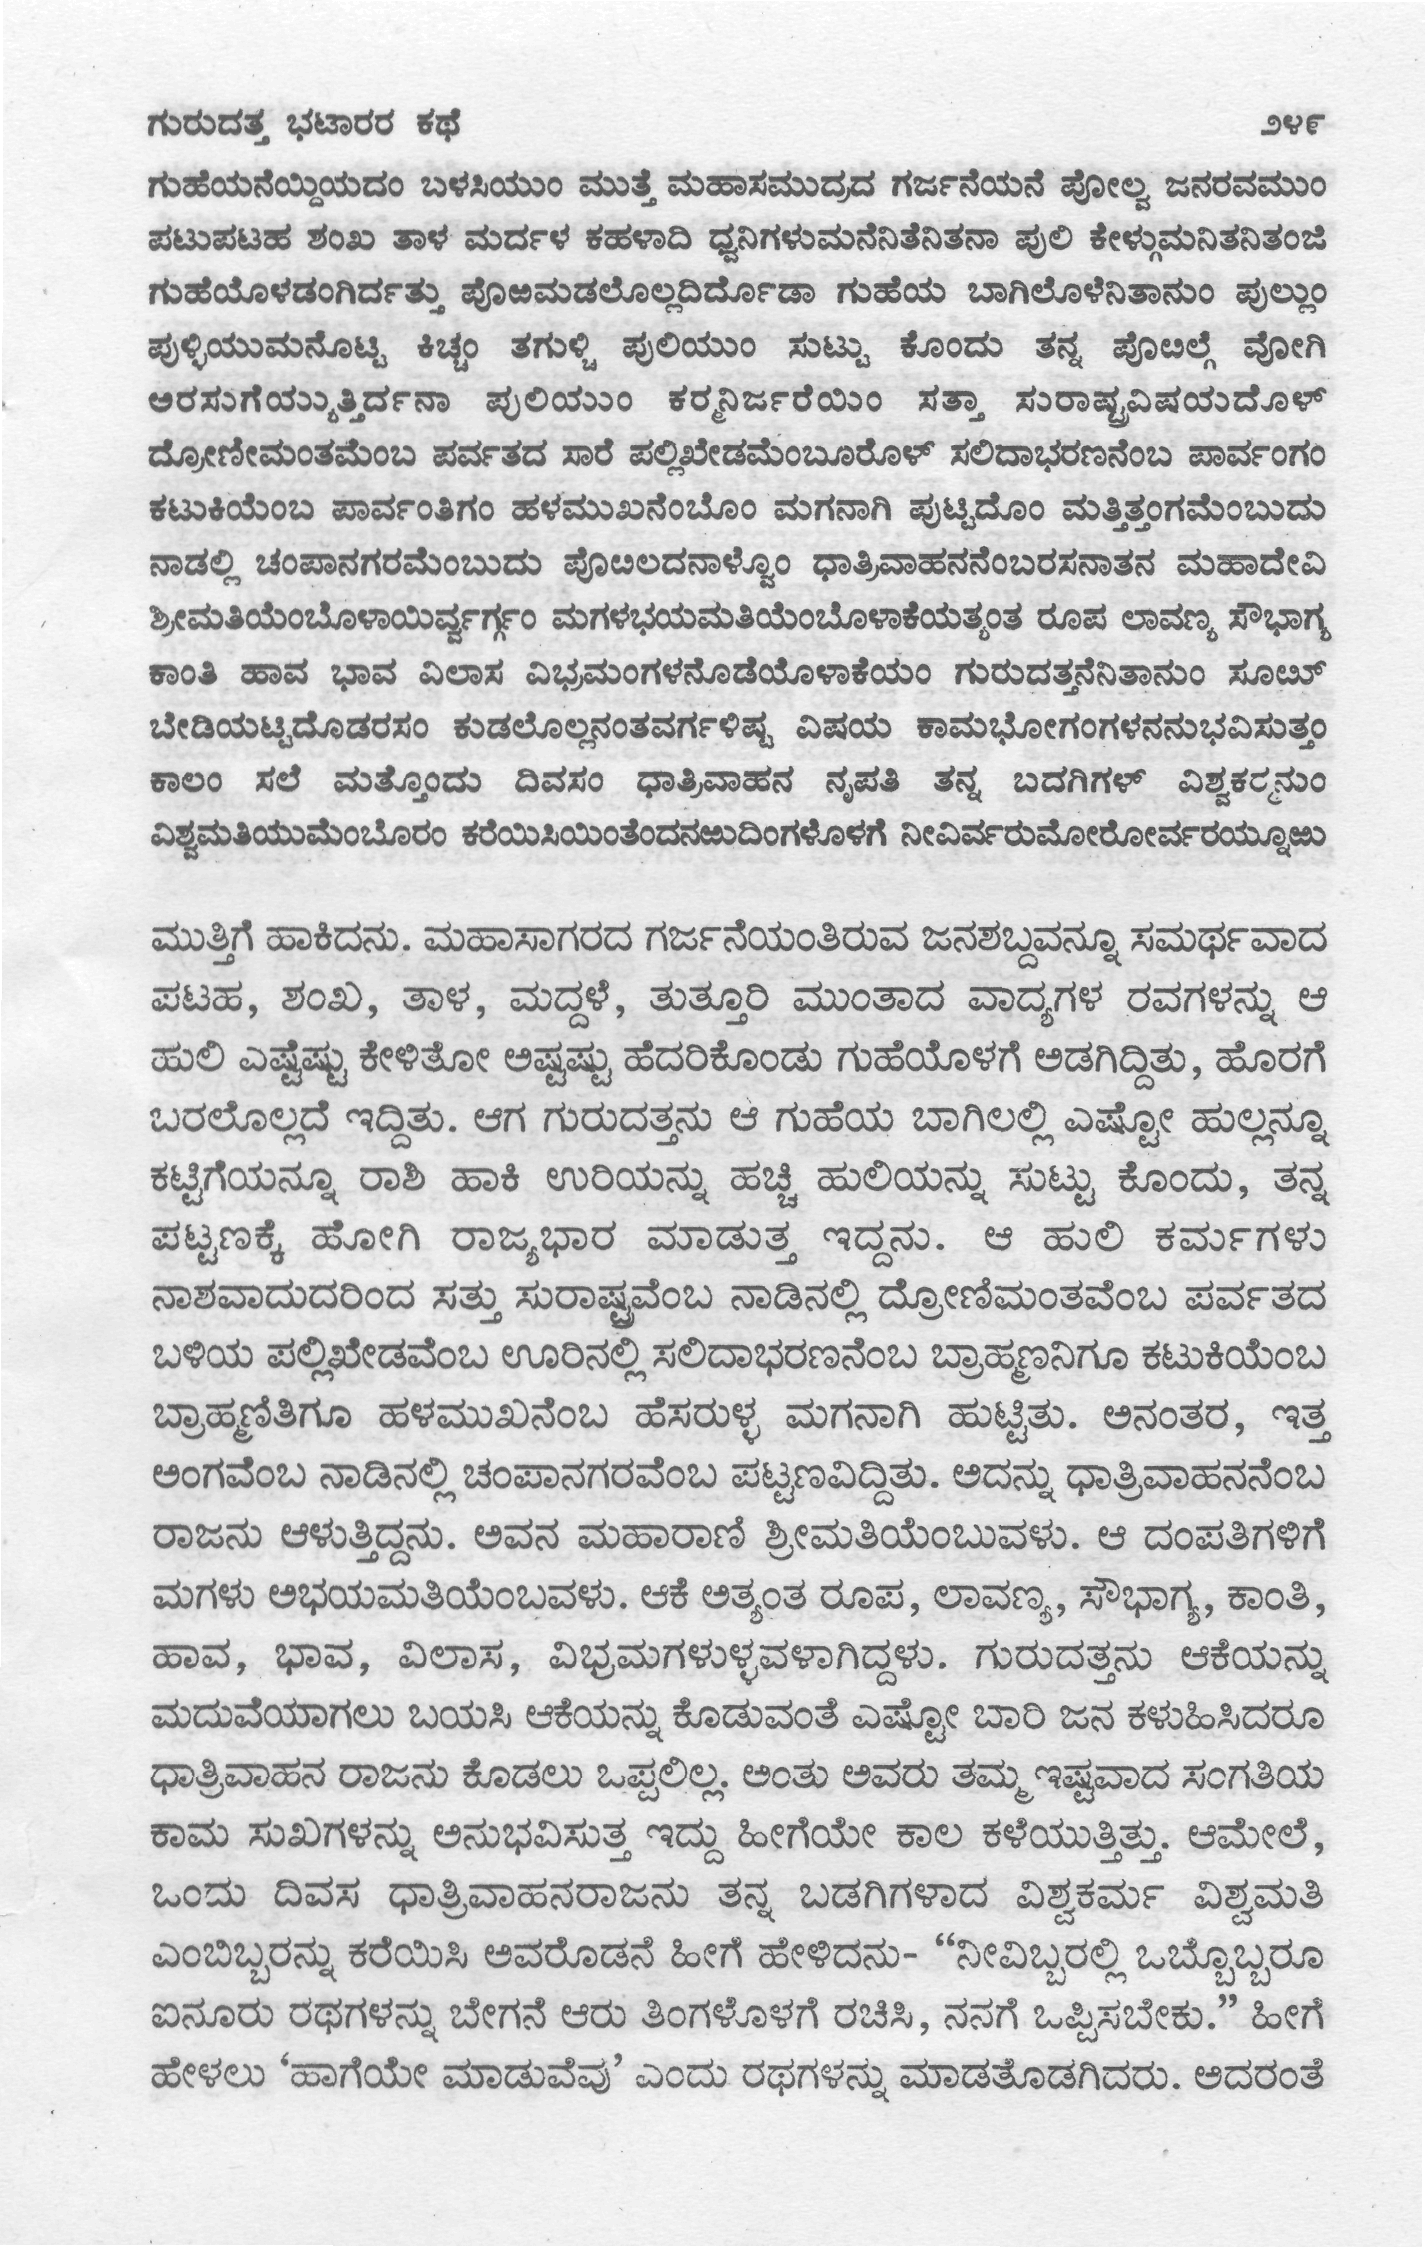 ಗುರುದತ್ತ ಭಟಾರರ ಕಥೆ ೨೪೯
ಗುಹೆಯನೆಯ್ದಿಯದಂ ಬಳಸಿಯುಂ ಮುತ್ತೆ ಮಹಾಸಮುದ್ರದ ಗರ್ಜನೆಯನೆ ಪೋಲ್ವ ಜನರವಮುಂ
ಪಟುಪಟಹ ಶಂಖ ತಾಳ ಮರ್ದಳ ಕಹಳಾದಿ ಧ್ವನಿಗಳುಮನೆನಿತೆನಿತನಾ ಪುಲಿ ಕೇಳ್ಗುಮನಿತನಿತಂಜಿ
ಗುಹೆಯೊಳಡಂಗಿರ್ದತ್ತು ಪೊಱಮಡಲೊಲ್ಲದಿರ್ದೊಡಾ ಗುಹೆಯ ಬಾಗಿಲೊಳೆನಿತಾನುಂ ಪುಲ್ಲುಂ
ಪುಳ್ಳಿಯುಮನೊಟ್ಟಿ ಕಿಚ್ಚಂ ತಗುಳ್ಚಿ ಪುಲಿಯುಂ ಸುಟ್ಟು ಕೊಂದು ತನ್ನ ಪೊೞಲ್ಗೆ ವೋಗಿ
ಅರಸುಗೆಯ್ಯುತ್ತಿರ್ದನಾ ಪುಲಿಯುಂ ಕರ‍್ಮನಿರ್ಜರೆಯಿಂ ಸತ್ತಾ ಸುರಾಷ್ಟ್ರವಿಷಯದೊಳ್
ದ್ರೋಣೀಮಂತಮೆಂಬ ಪರ್ವತದ ಸಾರೆ ಪಲ್ಲಿಖೇಡಮೆಂಬೂರೊಳ್ ಸಲಿದಾಭರಣನೆಂಬ ಪಾರ್ವಂಗಂ
ಕಟುಕಿಯೆಂಬ ಪಾರ್ವಂತಿಗಂ ಹಳಮುಖನೆಂಬೊಂ ಮಗನಾಗಿ ಪುಟ್ಟಿದೊಂ ಮತ್ತಿತ್ತಂಗಮೆಂಬುದು
ನಾಡಲ್ಲಿ ಚಂಪಾನಗರಮೆಂಬುದು ಪೊೞಲದನಾಳ್ವೊಂ ಧಾತ್ರಿವಾಹನನೆಂಬರಸನಾತನ ಮಹಾದೇವಿ
ಶ್ರೀಮತಿಯೆಂಬೊಳಾಯಿರ್ವ್ವರ್ಗ್ಗಂ ಮಗಳಭಯಮತಿಯೆಂಬೊಳಾಕೆಯತ್ಯಂತ ರೂಪ ಲಾವಣ್ಯ ಸೌಭಾಗ್ಯ
ಕಾಂತಿ ಹಾವ ಭಾವ ವಿಲಾಸ ವಿಭ್ರಮಂಗಳನೊಡೆಯೊಳಾಕೆಯಂ ಗುರುದತ್ತನೆನಿತಾನುಂ ಸೂೞ್
ಬೇಡಿಯಟ್ಟಿದೊಡರಸಂ ಕುಡಲೊಲ್ಲನಂತವರ್ಗಳಿಷ್ಟ ವಿಷಯ ಕಾಮಭೋಗಂಗಳನನುಭವಿಸುತ್ತಂ
ಕಾಲಂ ಸಲೆ ಮತ್ತೊಂದು ದಿವಸಂ ಧಾತ್ರಿವಾಹನ ನೃಪತಿ ತನ್ನ ಬದಗಿಗಳ್ ವಿಶ್ವಕರ‍್ಮನುಂ
ವಿಶ್ವಮತಿಯುಮೆಂಬೊರಂ ಕರೆಯಿಸಿಯಿಂತೆಂದನಱುದಿಂಗಳೊಳಗೆ ನೀವಿರ್ವರುಮೋರೋರ್ವರಯ್ನೂಱು
ಮುತ್ತಿಗೆ ಹಾಕಿದನು. ಮಹಾಸಾಗರದ ಗರ್ಜನೆಯಂತಿರುವ ಜನಶಬ್ದವನ್ನೂ ಸಮರ್ಥವಾದ
ಪಟಹ, ಶಂಖ, ತಾಳ, ಮದ್ದಳೆ, ತುತ್ತೂರಿ ಮುಂತಾದ ವಾದ್ಯಗಳ ರವಗಳನ್ನು ಆ
ಹುಲಿ ಎಷ್ಟೆಷ್ಟು ಕೇಳಿತೋ ಅಷ್ಟಷ್ಟು ಹೆದರಿಕೊಂಡು ಗುಹೆಯೊಳಗೆ ಅಡಗಿದ್ದಿತು, ಹೊರಗೆ
ಬರಲೊಲ್ಲದೆ ಇದ್ದಿತು. ಆಗ ಗುರುದತ್ತನು ಆ ಗುಹೆಯ ಬಾಗಿಲಲ್ಲಿ ಎಷ್ಟೋ ಹುಲ್ಲನ್ನೂ
ಕಟ್ಟಿಗೆಯನ್ನೂ ರಾಶಿ ಹಾಕಿ ಉರಿಯನ್ನು ಹಚ್ಚಿ ಹುಲಿಯನ್ನು ಸುಟ್ಟು ಕೊಂದು, ತನ್ನ
ಪಟ್ಟಣಕ್ಕೆ ಹೋಗಿ ರಾಜ್ಯಭಾರ ಮಾಡುತ್ತ ಇದ್ದನು. ಆ ಹುಲಿ ಕರ್ಮಗಳು
ನಾಶವಾದುದರಿಂದ ಸತ್ತು ಸುರಾಷ್ಟ್ರವೆಂಬ ನಾಡಿನಲ್ಲಿ ದ್ರೋಣಿಮಂತವೆಂಬ ಪರ್ವತದ
ಬಳಿಯ ಪಲ್ಲಿಖೇಡವೆಂಬ ಊರಿನಲ್ಲಿ ಸಲಿದಾಭರಣನೆಂಬ ಬ್ರಾಹ್ಮಣನಿಗೂ ಕಟುಕಿಯೆಂಬ
ಬ್ರಾಹ್ಮಣಿತಿಗೂ ಹಳಮುಖನೆಂಬ ಹೆಸರುಳ್ಳ ಮಗನಾಗಿ ಹುಟ್ಟಿತು. ಅನಂತರ, ಇತ್ತ
ಅಂಗವೆಂಬ ನಾಡಿನಲ್ಲಿ ಚಂಪಾನಗರವೆಂಬ ಪಟ್ಟಣವಿದ್ದಿತು. ಅದನ್ನು ಧಾತ್ರಿವಾಹನನೆಂಬ
ರಾಜನು ಆಳುತ್ತಿದ್ದನು. ಅವನ ಮಹಾರಾಣಿ ಶ್ರೀಮತಿಯೆಂಬುವಳು. ಆ ದಂಪತಿಗಳಿಗೆ
ಮಗಳು ಅಭಯಮತಿಯೆಂಬವಳು. ಆಕೆ ಅತ್ಯಂತ ರೂಪ, ಲಾವಣ್ಯ, ಸೌಭಾಗ್ಯ, ಕಾಂತಿ,
ಹಾವ, ಭಾವ, ವಿಲಾಸ, ವಿಭ್ರಮಗಳುಳ್ಳವಳಾಗಿದ್ದಳು. ಗುರುದತ್ತನು ಆಕೆಯನ್ನು
ಮದುವೆಯಾಗಲು ಬಯಸಿ ಆಕೆಯನ್ನು ಕೊಡುವಂತೆ ಎಷ್ಟೋ ಬಾರಿ ಜನ ಕಳುಹಿಸಿದರೂ
ಧಾತ್ರಿವಾಹನ ರಾಜನು ಕೊಡಲು ಒಪ್ಪಲಿಲ್ಲ. ಅಂತು ಅವರು ತಮ್ಮ ಇಷ್ಟವಾದ ಸಂಗತಿಯ
ಕಾಮ ಸುಖಗಳನ್ನು ಅನುಭವಿಸುತ್ತ ಇದ್ದು ಹೀಗೆಯೇ ಕಾಲ ಕಳೆಯುತ್ತಿತ್ತು. ಆಮೇಲೆ,
ಒಂದು ದಿವಸ ಧಾತ್ರಿವಾಹನರಾಜನು ತನ್ನ ಬಡಗಿಗಳಾದ ವಿಶ್ವಕರ್ಮ ವಿಶ್ವಮತಿ
ಎಂಬಿಬ್ಬರನ್ನು ಕರೆಯಿಸಿ ಅವರೊಡನೆ ಹೀಗೆ ಹೇಳಿದನು- “ನೀವಿಬ್ಬರಲ್ಲಿ ಒಬ್ಬೊಬ್ಬರೂ
ಐನೂರು ರಥಗಳನ್ನು ಬೇಗನೆ ಆರು ತಿಂಗಳೊಳಗೆ ರಚಿಸಿ, ನನಗೆ ಒಪ್ಪಿಸಬೇಕು.” ಹೀಗೆ
ಹೇಳಲು ‘ಹಾಗೆಯೇ ಮಾಡುವೆವು’ ಎಂದು ರಥಗಳನ್ನು ಮಾಡತೊಡಗಿದರು. ಅದರಂತೆ